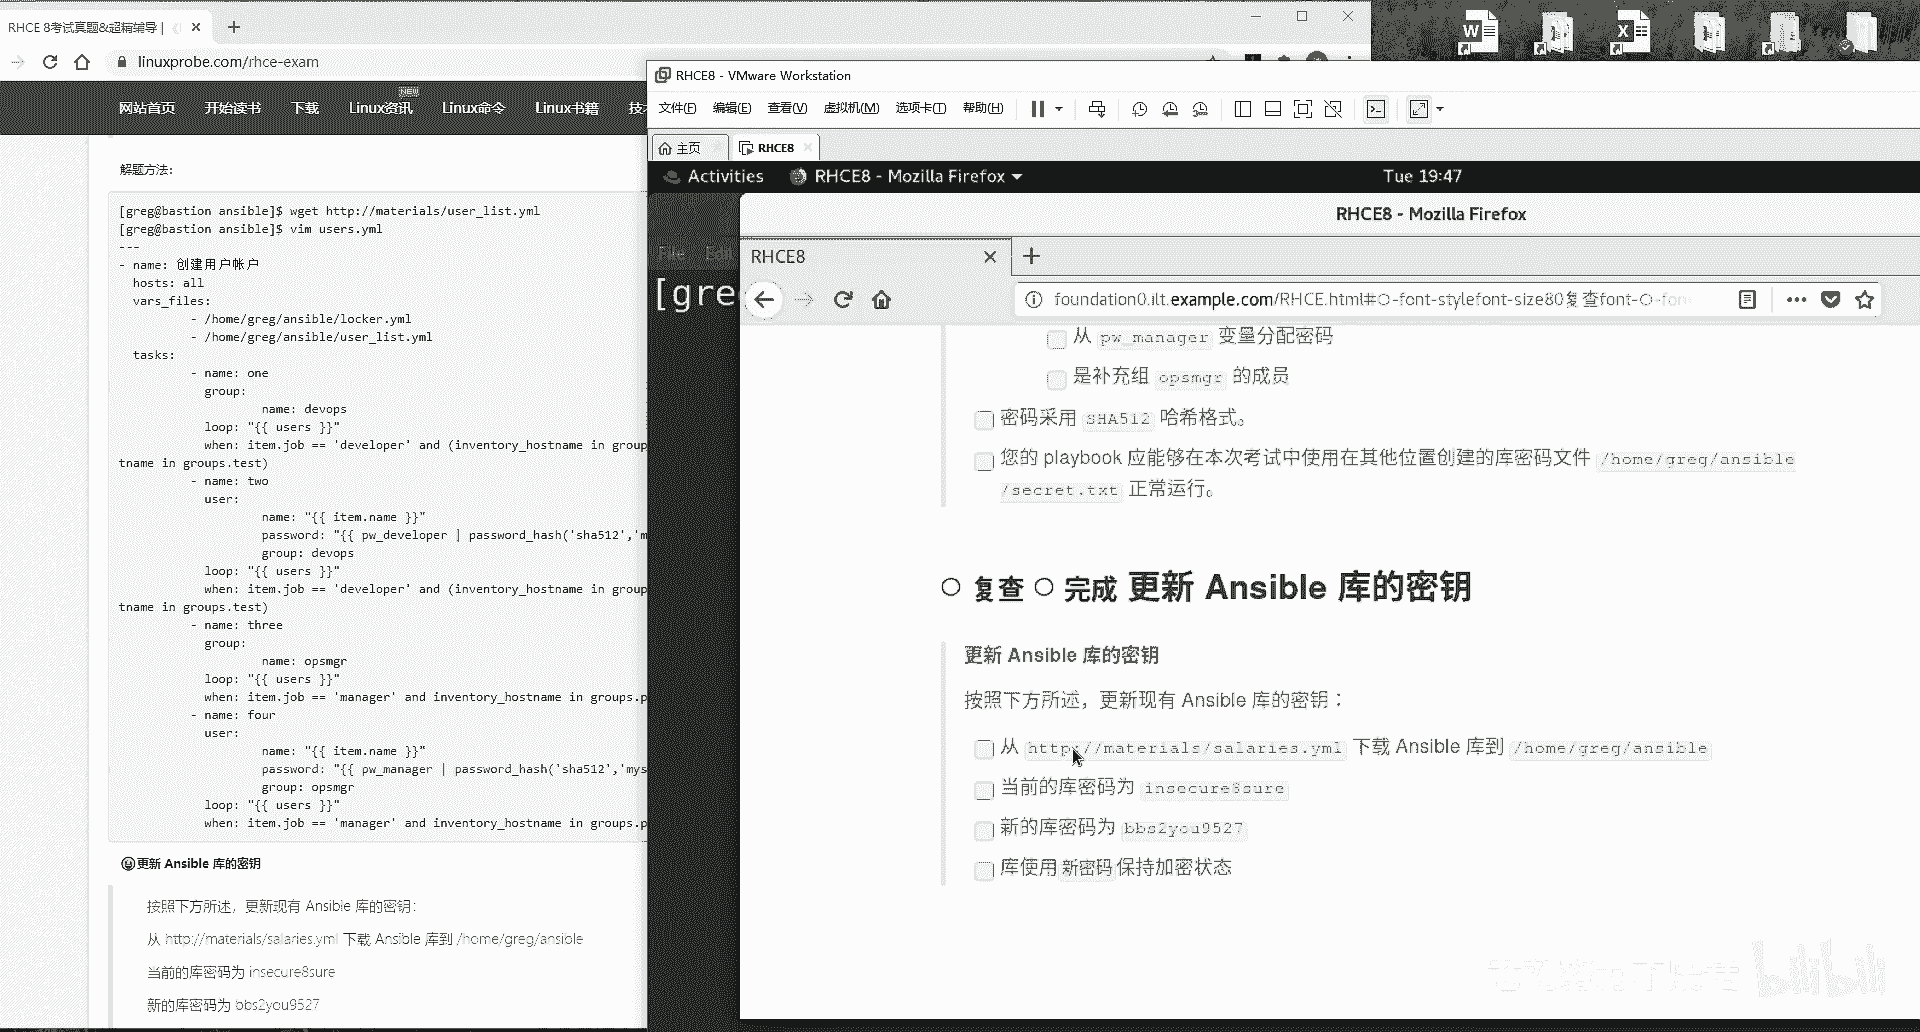 RHCE 8考试真题&超精辅导 |
linuxprobe.com/rhce-exam
网站首页 开始读书 下载 Linux资讯 NEW Linux命令 Linux书籍
解题方法:
[greg@bastion ansible]$ wget http://materials/user_list.yml
[greg@bastion ansible]$ vim users.yml
---
- name: 创建用户帐户
hosts: all
vars_files:
- /home/greg/ansible/locker.yml
- /home/greg/ansible/user_list.yml
tasks:
- name: one
group:
name: devops
loop: "{{ users }}"
when: item.job == 'developer' and (inventory_hostname in group
tname in groups.test)
- name: two
user:
name: "{{ item.name }}"
password: "{{ pw_developer | password_hash('sha512','m
group: devops
loop: "{{ users }}"
when: item.job == 'developer' and (inventory_hostname in group
tname in groups.test)
- name: three
group:
name: opsmgr
loop: "{{ users }}"
when: item.job == 'manager' and inventory_hostname in groups.p
- name: four
user:
name: "{{ item.name }}"
password: "{{ pw_manager | password_hash('sha512','mys
group: opsmgr
loop: "{{ users }}"
when: item.job == 'manager' and inventory_hostname in groups.p
更新 Ansible 库的密钥
按照下方所述，更新现有 Ansible 库的密钥:
从 http://materials/salaries.yml 下载 Ansible 库到 /home/greg/ansible
当前的库密码为 insecure8sure
新的库密码为 bbs2you9527
RHCE8 - VMware Workstation
文件(F) 编辑(E) 查看(V) 虚拟机(M) 选项卡(T) 帮助(H)
主页 RHCE8
Activities RHCE8 - Mozilla Firefox Tue 19:47
RHCE8 - Mozilla Firefox
File Edit
[gre
RHCE8
foundation0.ilt.example.com/RHCE.html#○-font-stylefont-size80复查font-○-fon
从 pw_manager 变量分配密码
是补充组 opsmgr 的成员
密码采用 SHA512 哈希格式。
您的 playbook 应能够在本次考试中使用在其他位置创建的库密码文件 /home/greg/ansible
/secret.txt 正常运行。
○ 复查 ○ 完成 更新 Ansible 库的密钥
更新 Ansible 库的密钥
按照下方所述，更新现有 Ansible 库的密钥：
从 http://materials/salaries.yml 下载 Ansible 库到 /home/greg/ansible
当前的库密码为 insecure8sure
新的库密码为 bbs2you9527
库使用 新密码 保持加密状态
bilibili